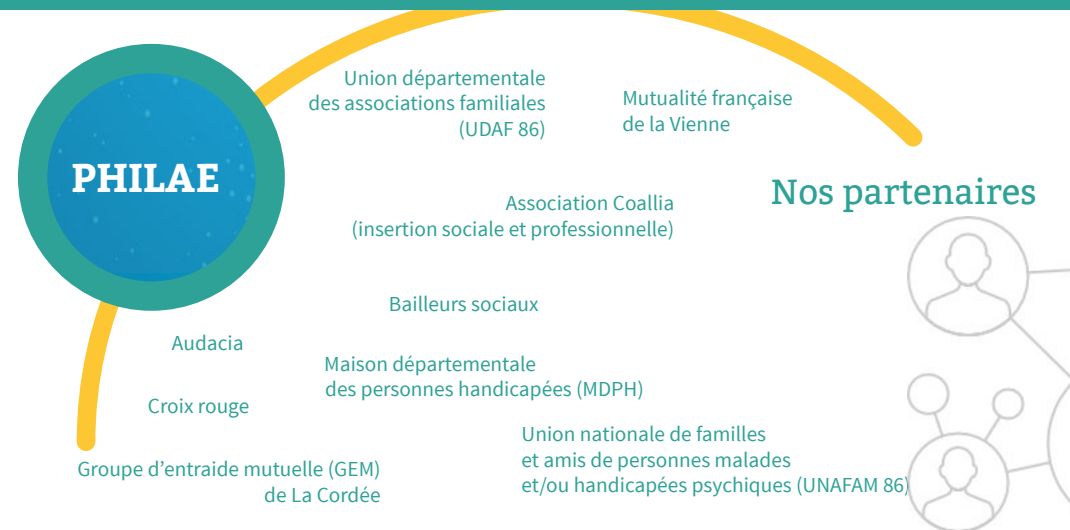 PHILAE
Union départementale
des associations familiales
(UDAF 86)
Mutualité française
de la Vienne
Nos partenaires
Association Coallia
(insertion sociale et professionnelle)
Bailleurs sociaux
Audacia
Maison départementale
des personnes handicapées (MDPH)
Croix rouge
Union nationale de familles
et amis de personnes malades
et/ou handicapées psychiques (UNAFAM 86)
Groupe d’entraide mutuelle (GEM)
de La Cordée